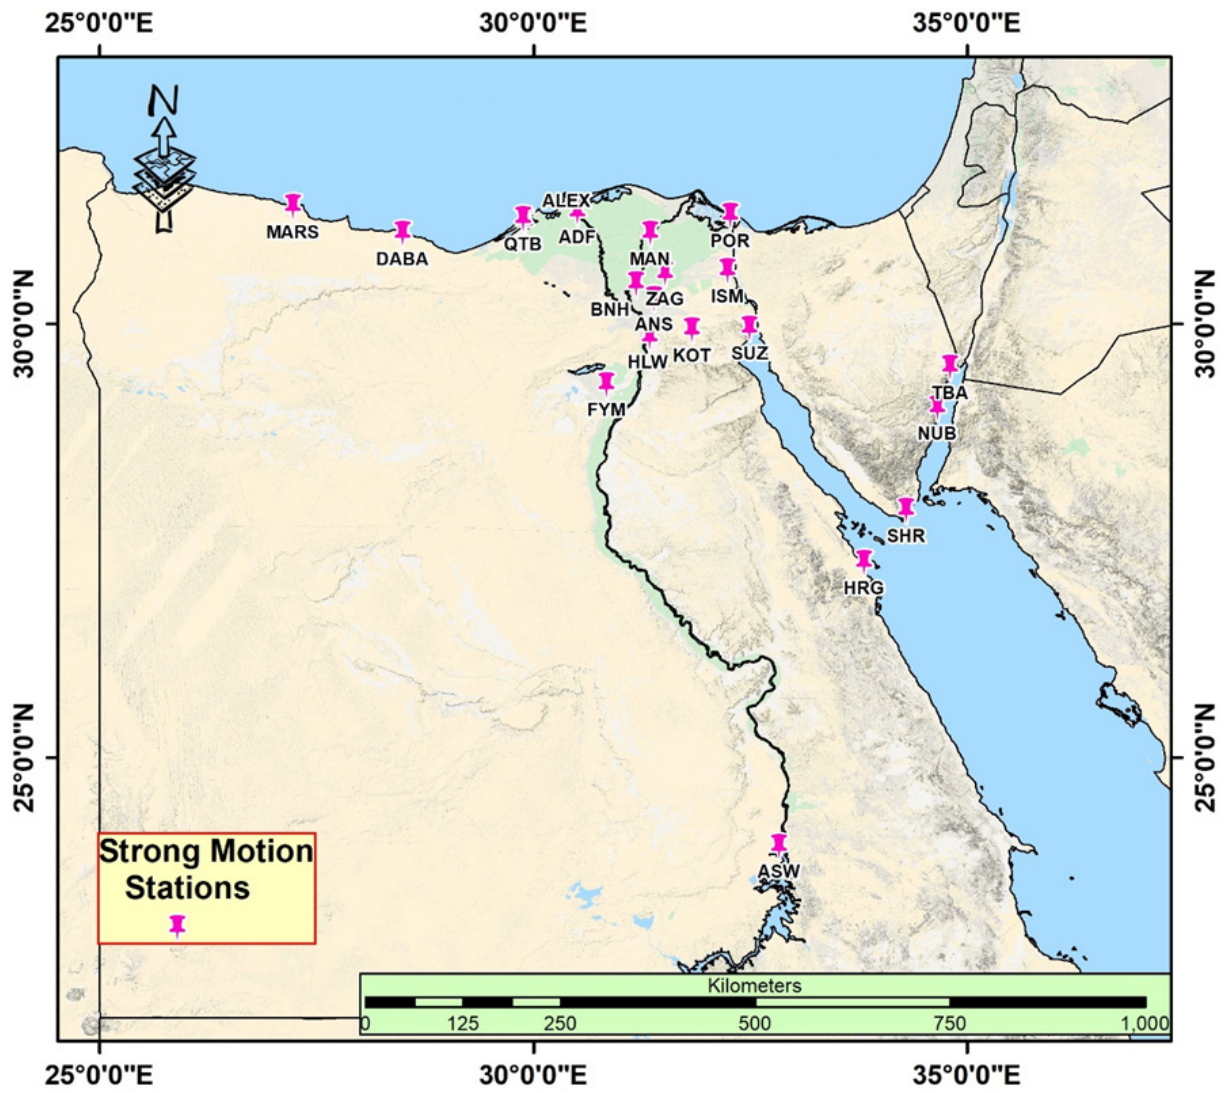 25°0'0"E 30°0'0"E 35°0'0"E
N
ALEX
MARS
QTB
ADF
POR
DABA
MAN
ISM
ZAG
BNH
ANS
SUZ
KOT
HLW
TBA
FYM
NUB
SHR
HRG
ASW
30°0'0"N
30°0'0"N
25°0'0"N
25°0'0"N
Strong Motion
Stations
Kilometers
0 125 250 500 750 1,000
25°0'0"E 30°0'0"E 35°0'0"E